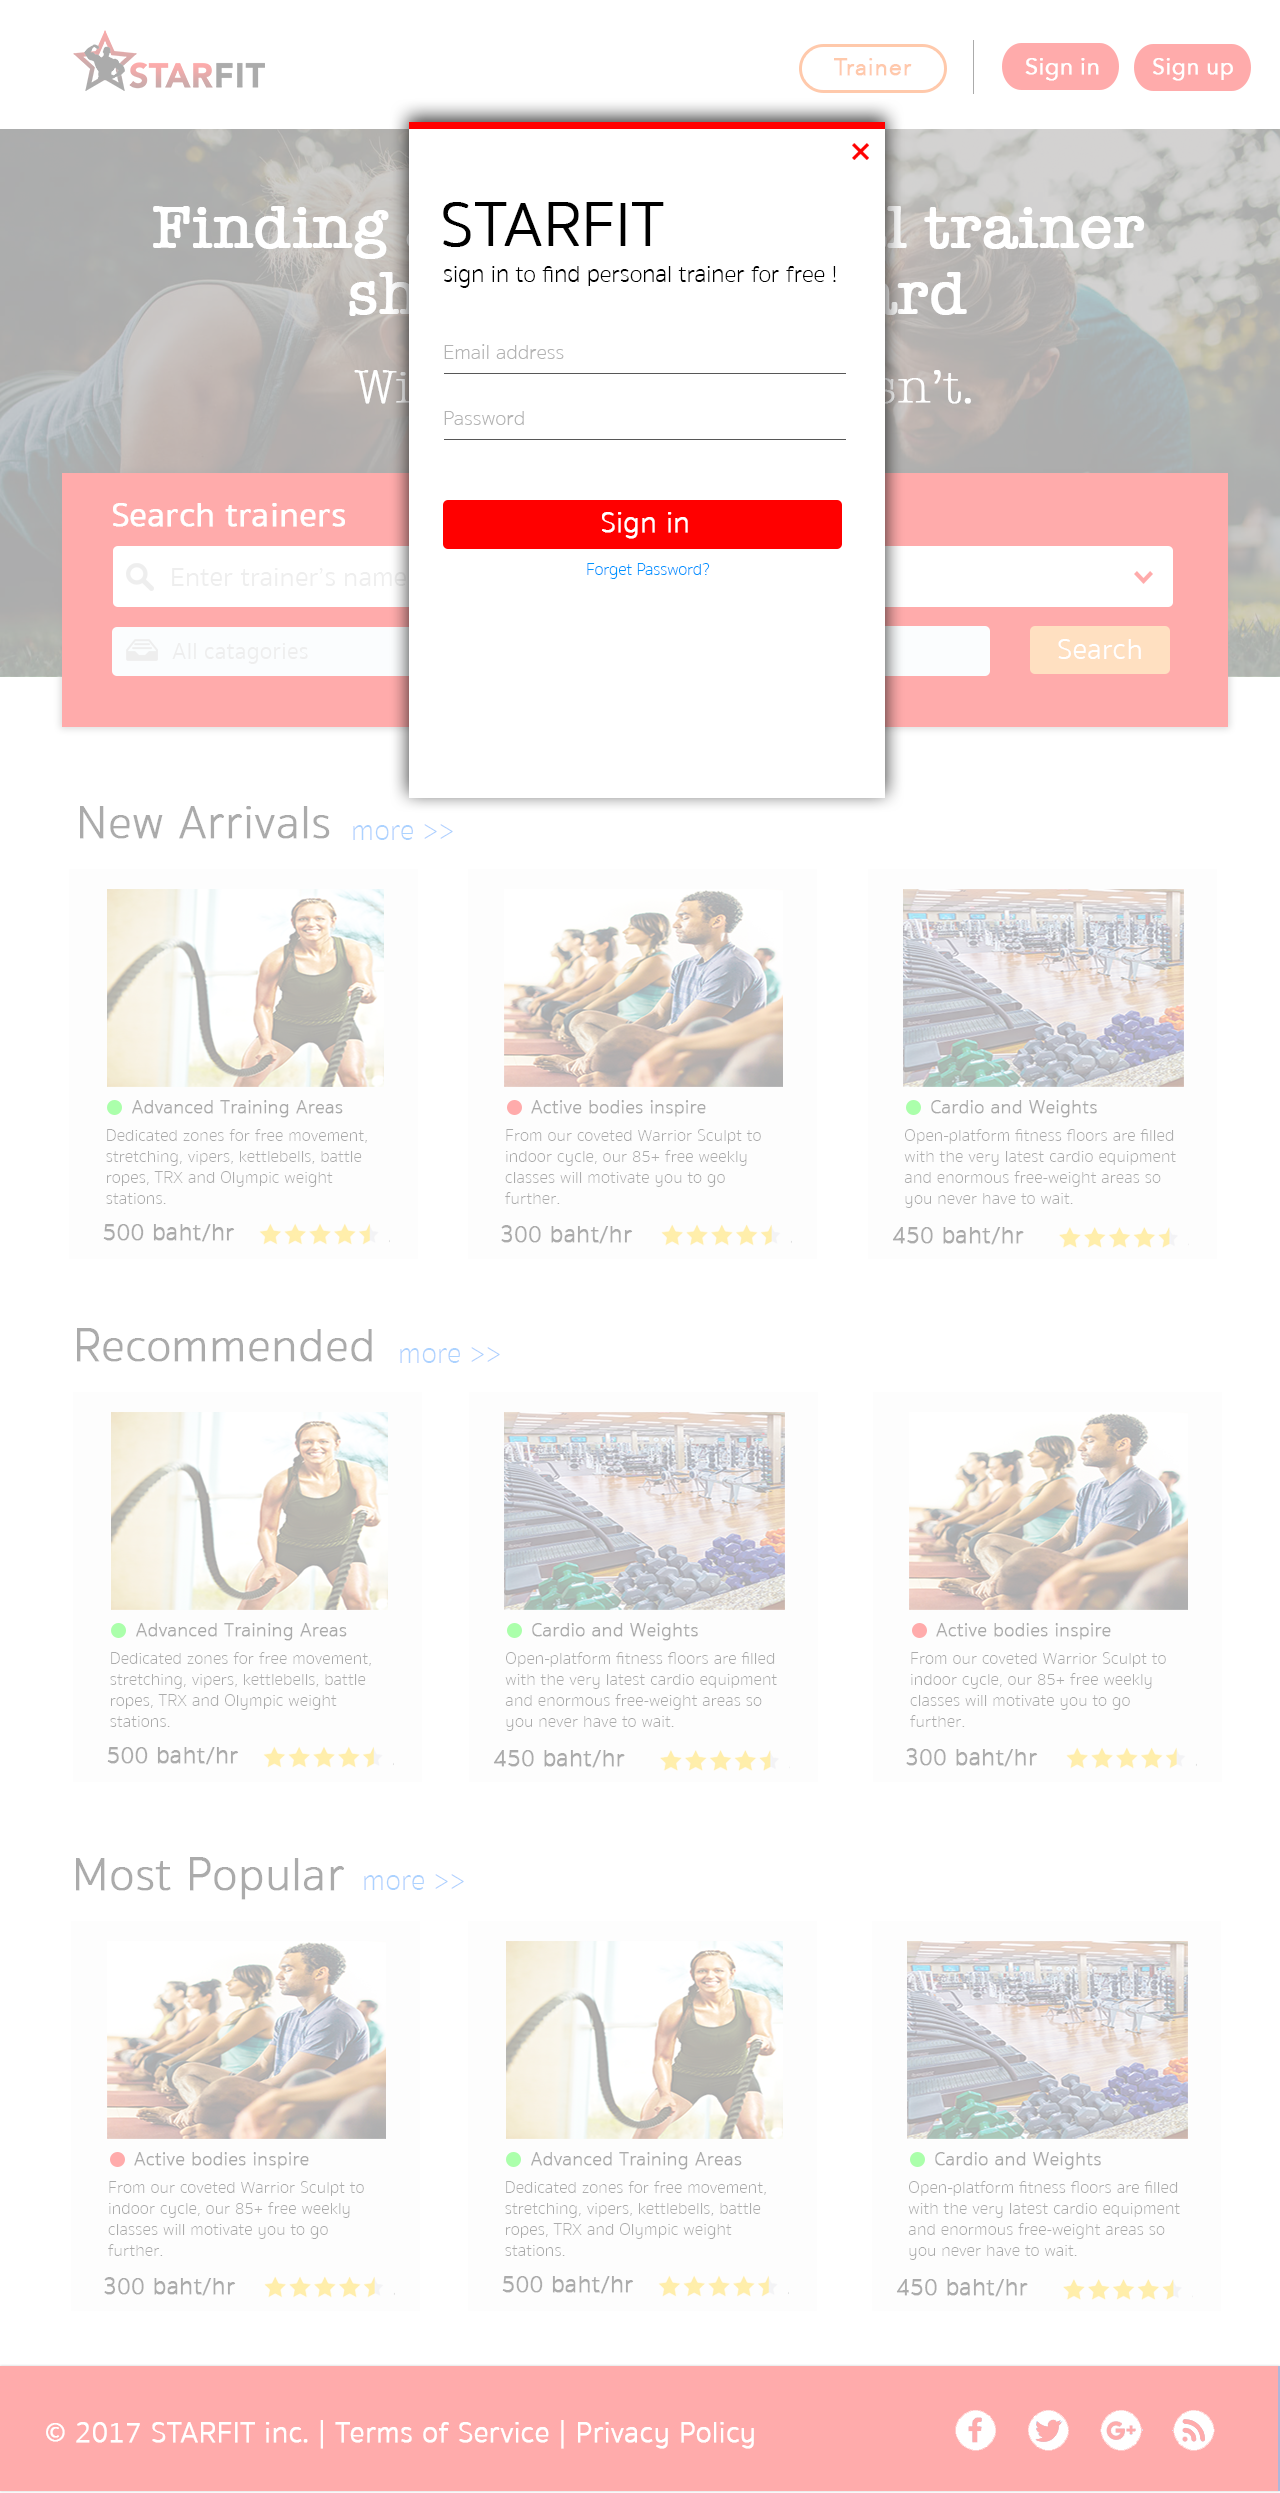 STARFIT
Trainer
Sign in
Sign up
STARFIT
sign in to find personal trainer for free !
Email address
Password
Sign in
Forget Password?
Finding
trainer
Search trainers
Enter trainer's name
All catagories
Search
New Arrivals more >>
Advanced Training Areas
Dedicated zones for free movement,
stretching, vipers, kettlebells, battle
ropes, TRX and Olympic weight
stations.
500 baht/hr
Active bodies inspire
From our coveted Warrior Sculpt to
indoor cycle, our 85+ free weekly
classes will motivate you to go
further.
300 baht/hr
Cardio and Weights
Open-platform fitness floors are filled
with the very latest cardio equipment
and enormous free-weight areas so
you never have to wait.
450 baht/hr
Recommended more >>
Advanced Training Areas
Dedicated zones for free movement,
stretching, vipers, kettlebells, battle
ropes, TRX and Olympic weight
stations.
500 baht/hr
Cardio and Weights
Open-platform fitness floors are filled
with the very latest cardio equipment
and enormous free-weight areas so
you never have to wait.
450 baht/hr
Active bodies inspire
From our coveted Warrior Sculpt to
indoor cycle, our 85+ free weekly
classes will motivate you to go
further.
300 baht/hr
Most Popular more >>
Active bodies inspire
From our coveted Warrior Sculpt to
indoor cycle, our 85+ free weekly
classes will motivate you to go
further.
300 baht/hr
Advanced Training Areas
Dedicated zones for free movement,
stretching, vipers, kettlebells, battle
ropes, TRX and Olympic weight
stations.
500 baht/hr
Cardio and Weights
Open-platform fitness floors are filled
with the very latest cardio equipment
and enormous free-weight areas so
you never have to wait.
450 baht/hr
© 2017 STARFIT inc. | Terms of Service | Privacy Policy